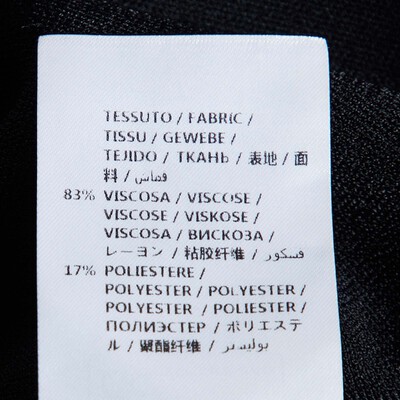 TESSUTO / FABRIC /
TISSU / GEWEBE /
TEJIDO / ТКАНЬ / 表地 / 面
料 / قماش
83% VISCOSA / VISCOSE /
VISCOSE / VISKOSE /
VISCOSA / ВИСКОЗА /
レーヨン / 粘胶纤维 / فسكور
17% POLIESTERE /
POLYESTER / POLYESTER /
POLYESTER / POLIESTER /
ПОЛИЭСТЕР / ポリエステ
ル / 聚酯纤维 / بوليستر